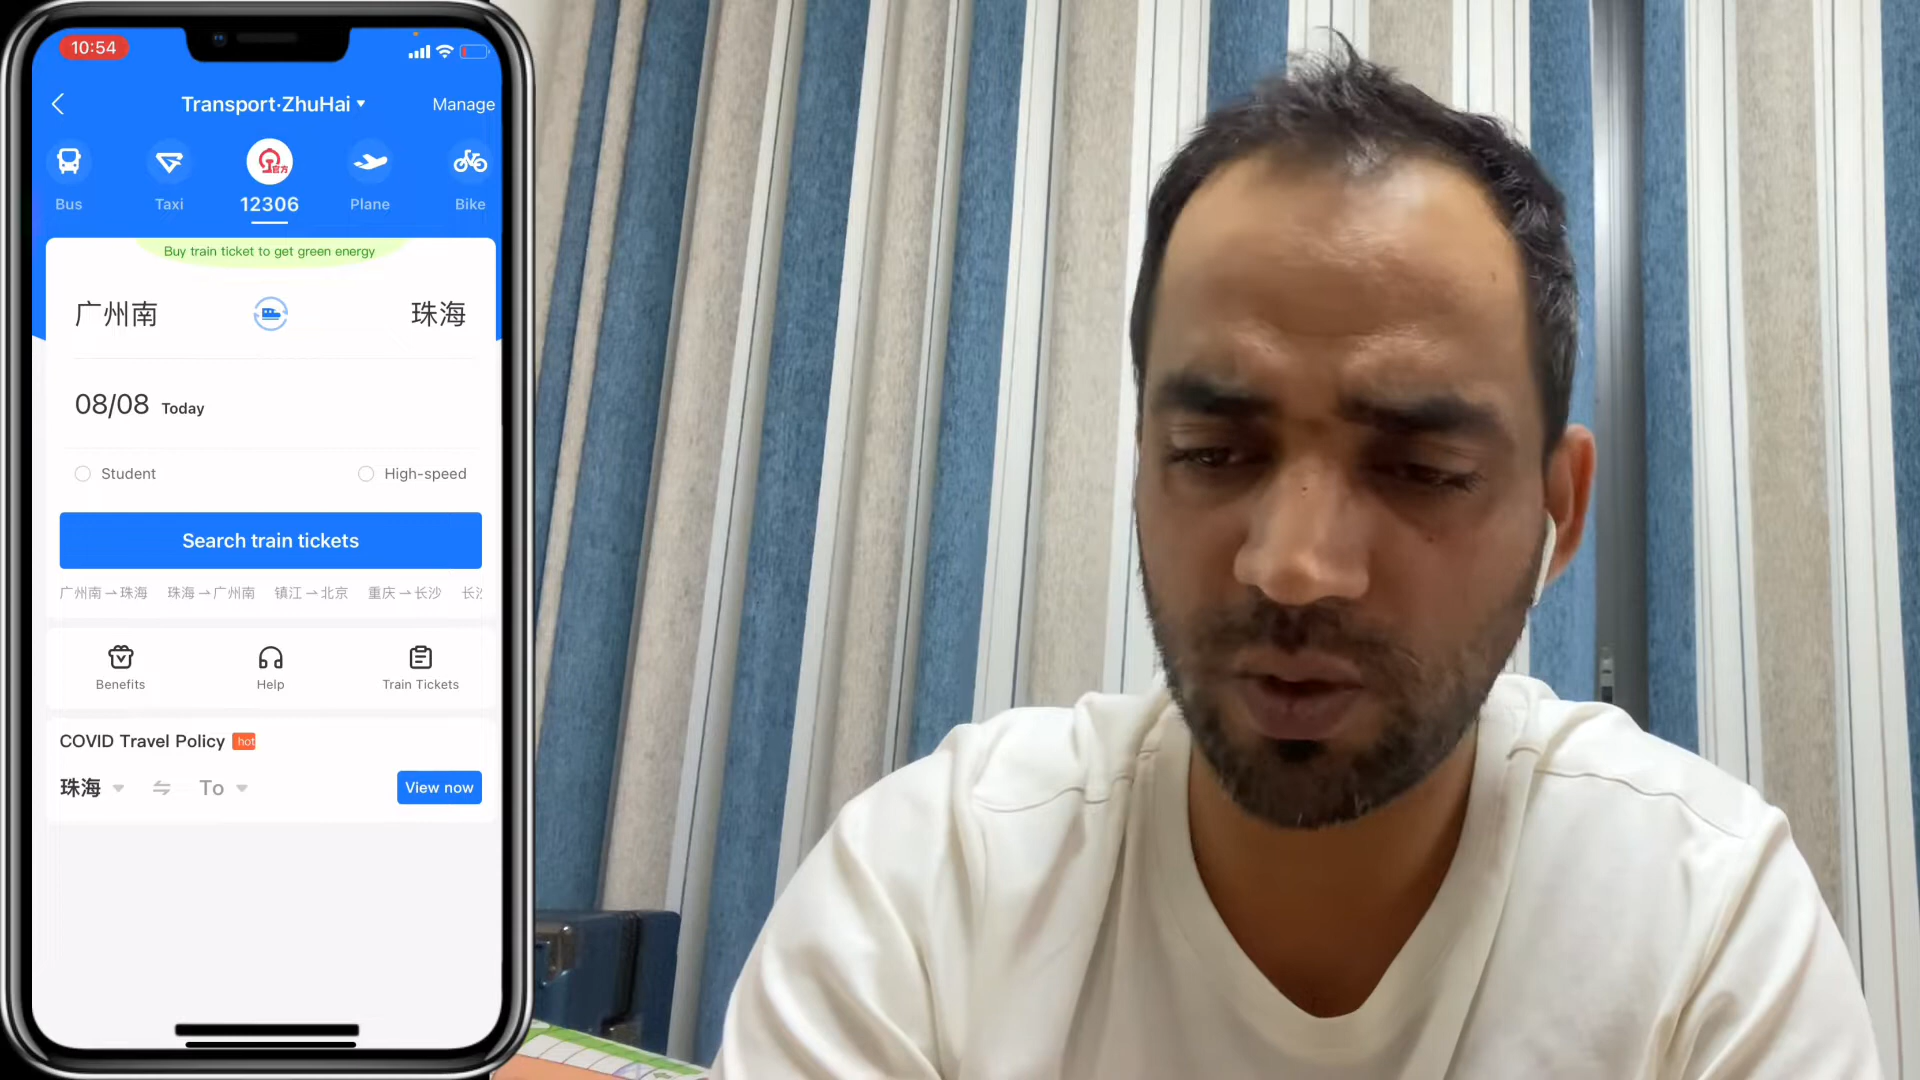 10:54
Transport·ZhuHai
Manage
官方
Bus
Taxi
12306
Plane
Bike
Buy train ticket to get green energy
广州南
珠海
08/08 Today
Student
High-speed
Search train tickets
广州南⇀珠海 珠海⇀广州南 镇江⇀北京 重庆⇀长沙 长
Benefits
Help
Train Tickets
COVID Travel Policy hot
珠海
To
View now